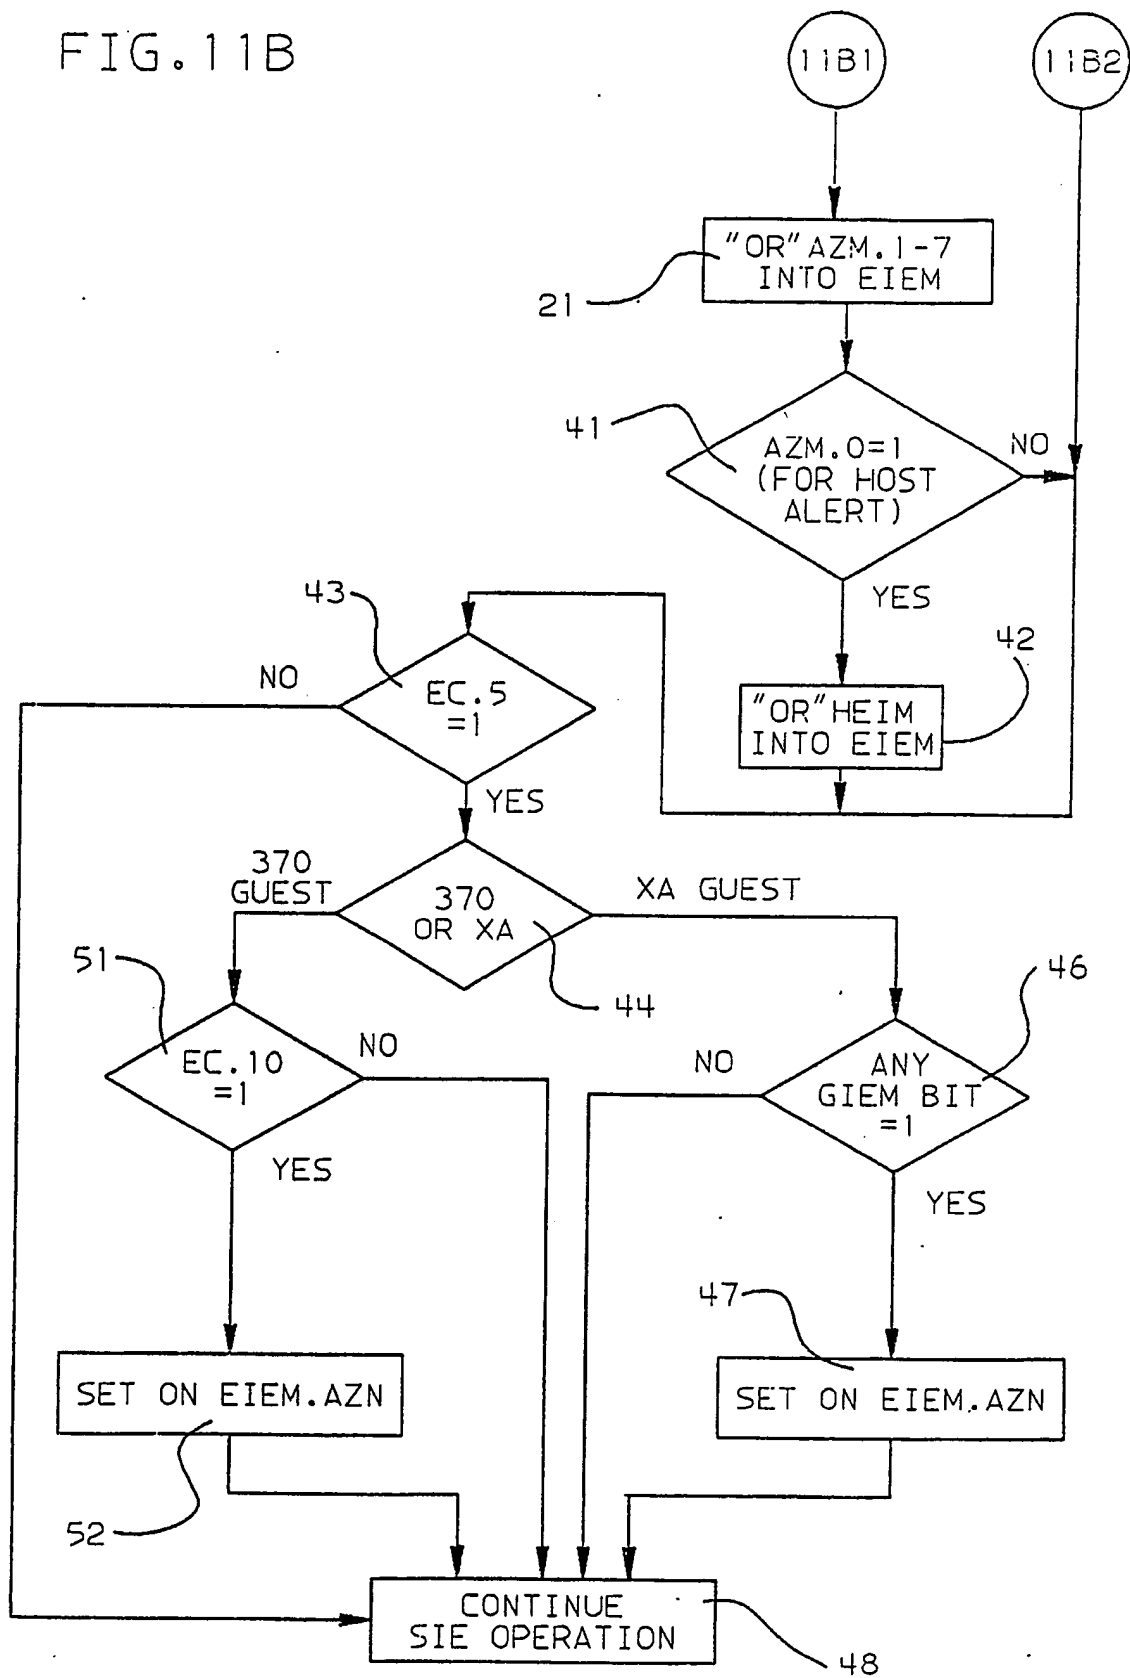 FIG.11B
11B1
11B2
"OR"AZM.1-7
INTO EIEM
21
41
AZM.0=1
(FOR HOST
ALERT)
NO
YES
43
42
NO
EC.5
=1
"OR"HEIM
INTO EIEM
YES
370
GUEST
370
OR XA
XA GUEST
51
44
46
EC.10
=1
NO
NO
ANY
GIEM BIT
=1
YES
YES
47
SET ON EIEM.AZN
SET ON EIEM.AZN
52
CONTINUE
SIE OPERATION
48